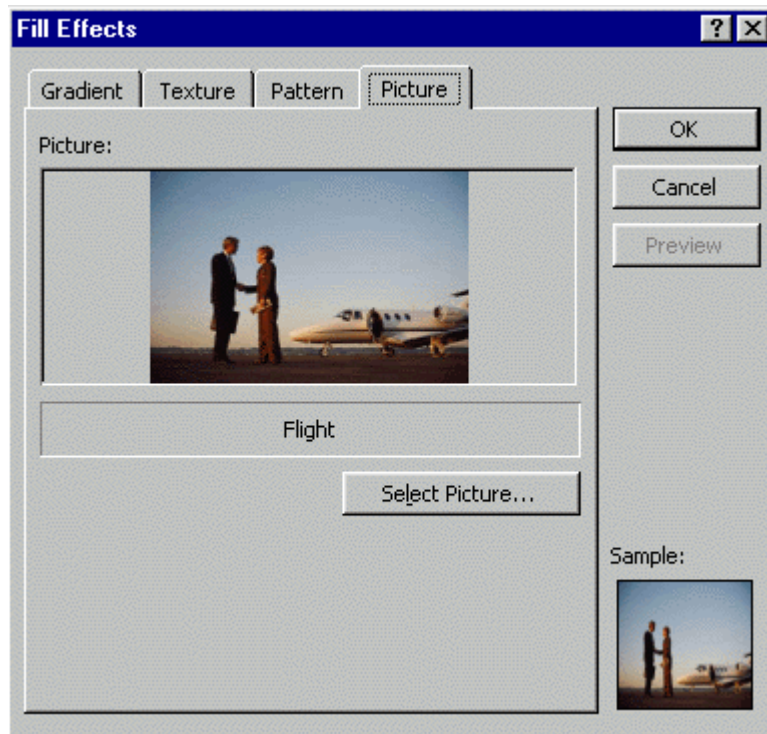 Fill Effects
Gradient Texture Pattern Picture
Picture:
OK
Cancel
Preview
Flight
Select Picture...
Sample: